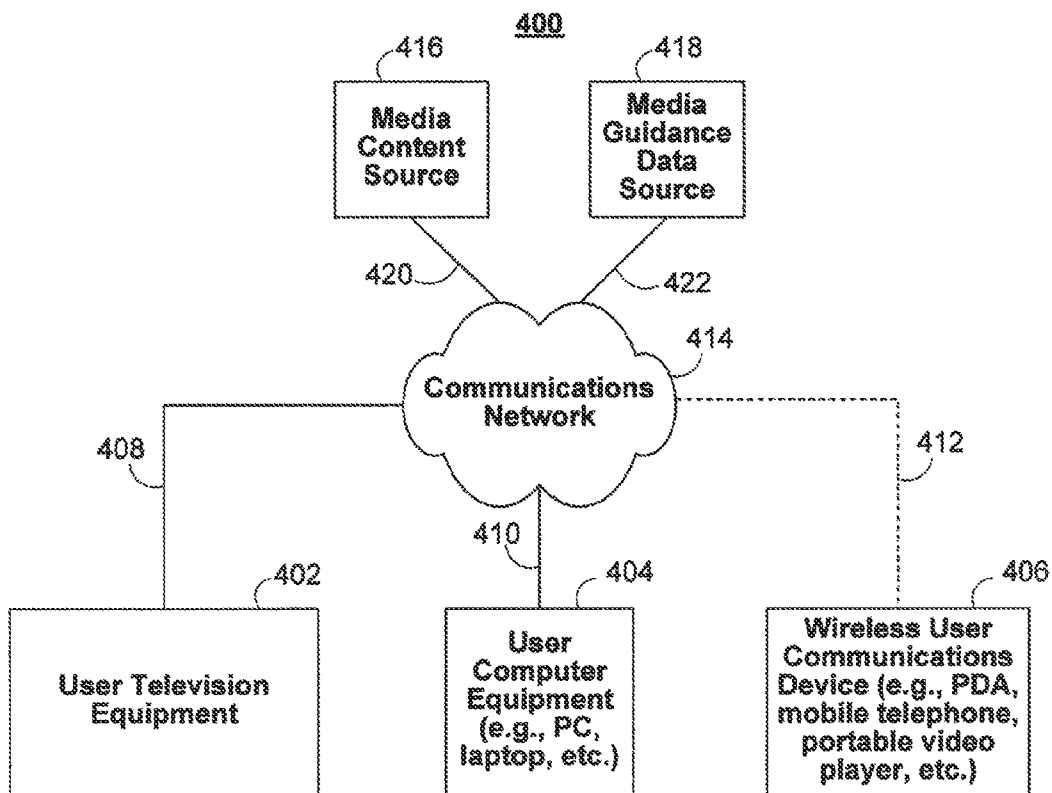 400
416
418
Media
Content
Source
Media
Guidance
Data
Source
420
422
414
Communications
Network
408
412
410
402
404
406
User Television
Equipment
User
Computer
Equipment
(e.g., PC,
laptop, etc.)
Wireless User
Communications
Device (e.g., PDA,
mobile telephone,
portable video
player, etc.)